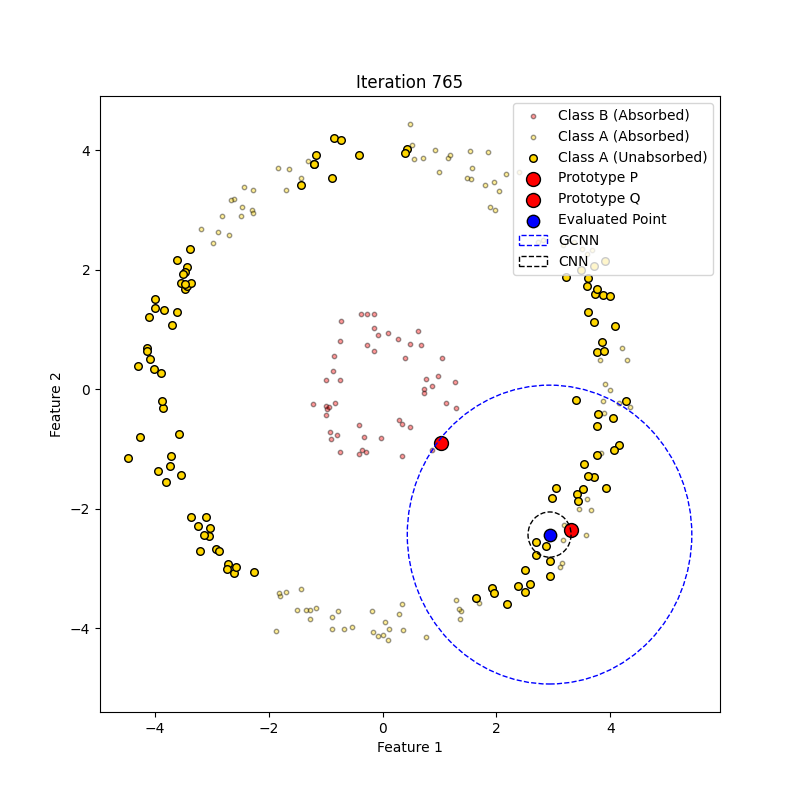 Iteration 765
Class B (Absorbed)
Class A (Absorbed)
Class A (Unabsorbed)
Prototype P
Prototype Q
Evaluated Point
GCNN
CNN
4
2
0
−2
−4
Feature 2
−4
−2
0
2
4
Feature 1